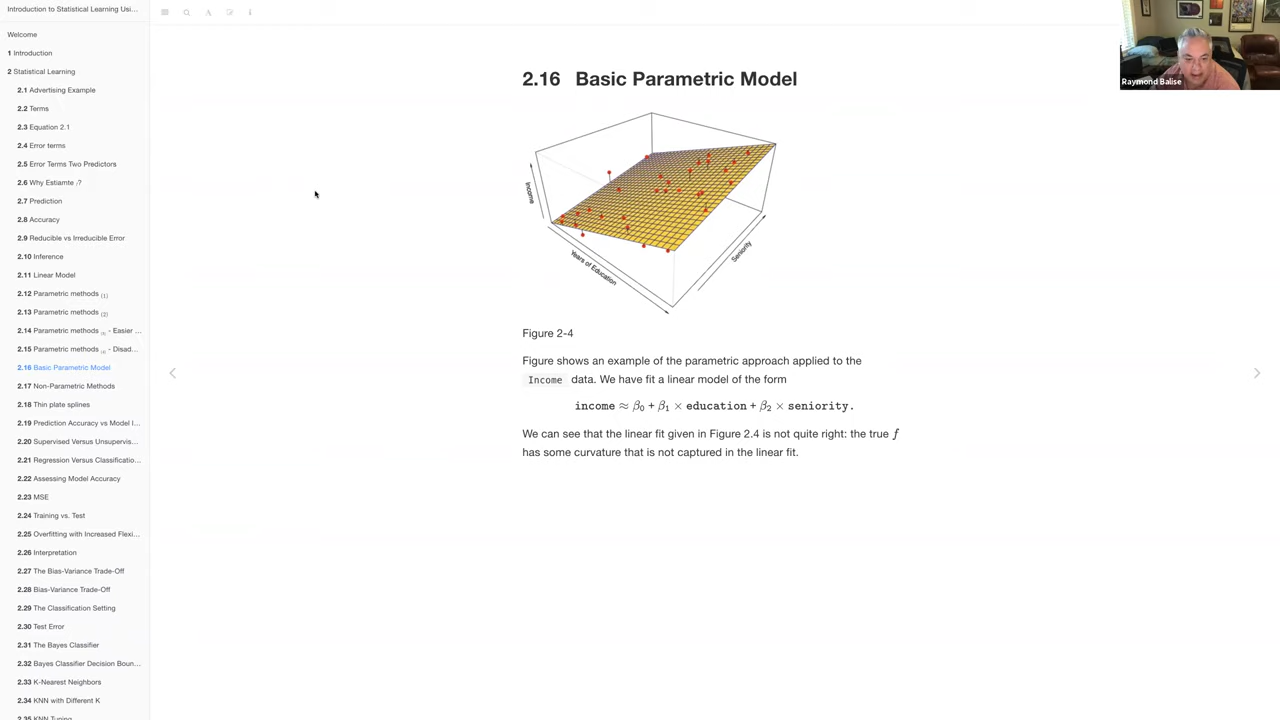 Introduction to Statistical Learning Usi...
Welcome
1 Introduction
2 Statistical Learning
2.1 Advertising Example
2.2 Terms
2.3 Equation 2.1
2.4 Error terms
2.5 Error Terms Two Predictors
2.6 Why Estiamte f?
2.7 Prediction
2.8 Accuracy
2.9 Reducible vs Irreducible Error
2.10 Inference
2.11 Linear Model
2.12 Parametric methods (1)
2.13 Parametric methods (2)
2.14 Parametric methods - Easier ...
2.15 Parametric methods - Disad...
2.16 Basic Parametric Model
2.17 Non-Parametric Methods
2.18 Thin plate splines
2.19 Prediction Accuracy vs Model I...
2.20 Supervised Versus Unsupervis...
2.21 Regression Versus Classificatio...
2.22 Assessing Model Accuracy
2.23 MSE
2.24 Training vs. Test
2.25 Overfitting with Increased Flexi...
2.26 Interpretation
2.27 The Bias-Variance Trade-Off
2.28 Bias-Variance Trade-Off
2.29 The Classification Setting
2.30 Test Error
2.31 The Bayes Classifier
2.32 Bayes Classifier Decision Boun...
2.33 K-Nearest Neighbors
2.34 KNN with Different K
2.35 KNN Tuning
2.16 Basic Parametric Model
Income
Years of Education
Seniority
Figure 2-4
Figure shows an example of the parametric approach applied to the
Income data. We have fit a linear model of the form
income ≈ β0 + β1 × education + β2 × seniority.
We can see that the linear fit given in Figure 2.4 is not quite right: the true f
has some curvature that is not captured in the linear fit.
Raymond Balise